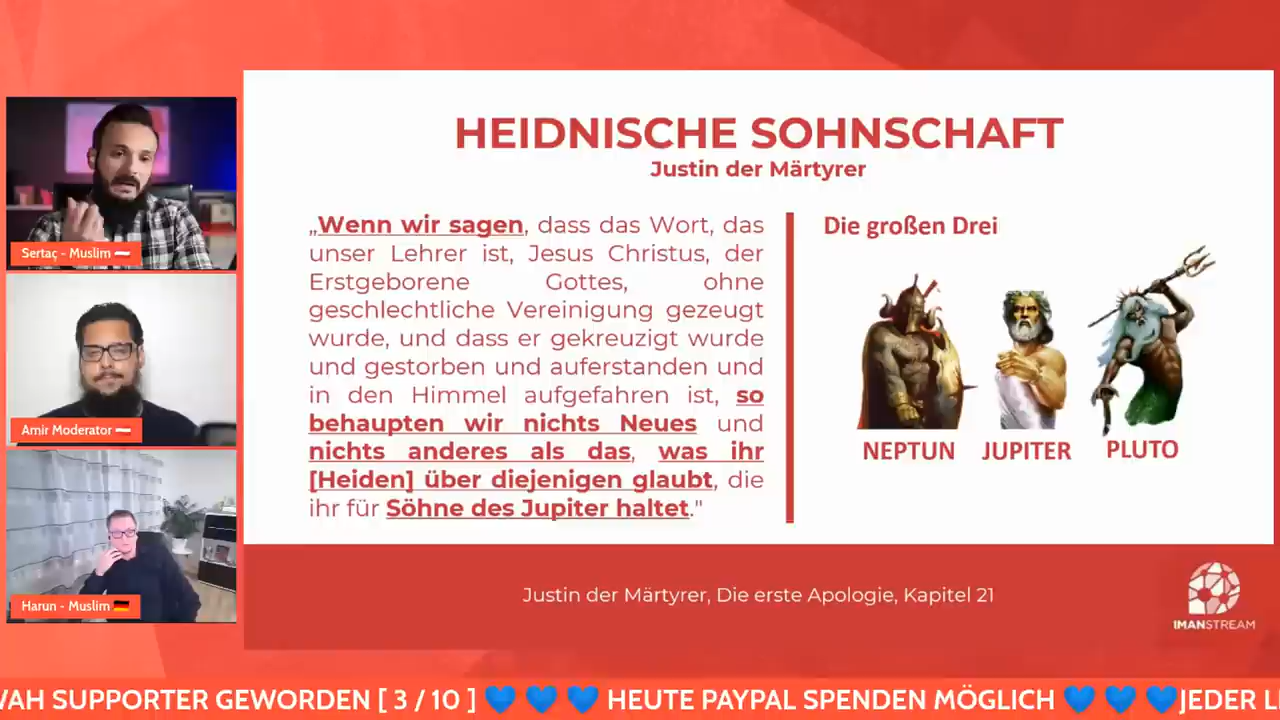 HEIDNISCHE SOHNSCHAFT
Justin der Märtyrer
„Wenn wir sagen, dass das Wort, das
unser Lehrer ist, Jesus Christus, der
Erstgeborene Gottes, ohne
geschlechtliche Vereinigung gezeugt
wurde, und dass er gekreuzigt wurde
und gestorben und auferstanden und
in den Himmel aufgefahren ist, so
behaupten wir nichts Neues und
nichts anderes als das, was ihr
[Heiden] über diejenigen glaubt, die
ihr für Söhne des Jupiter haltet."
Die großen Drei
NEPTUN JUPITER PLUTO
Justin der Märtyrer, Die erste Apologie, Kapitel 21
IMANSTREAM
Sertaç - Muslim
Amir Moderator
Harun - Muslim
WAH SUPPORTER GEWORDEN [ 3 / 10 ] 💙 💙 💙 HEUTE PAYPAL SPENDEN MÖGLICH 💙 💙 💙JEDER